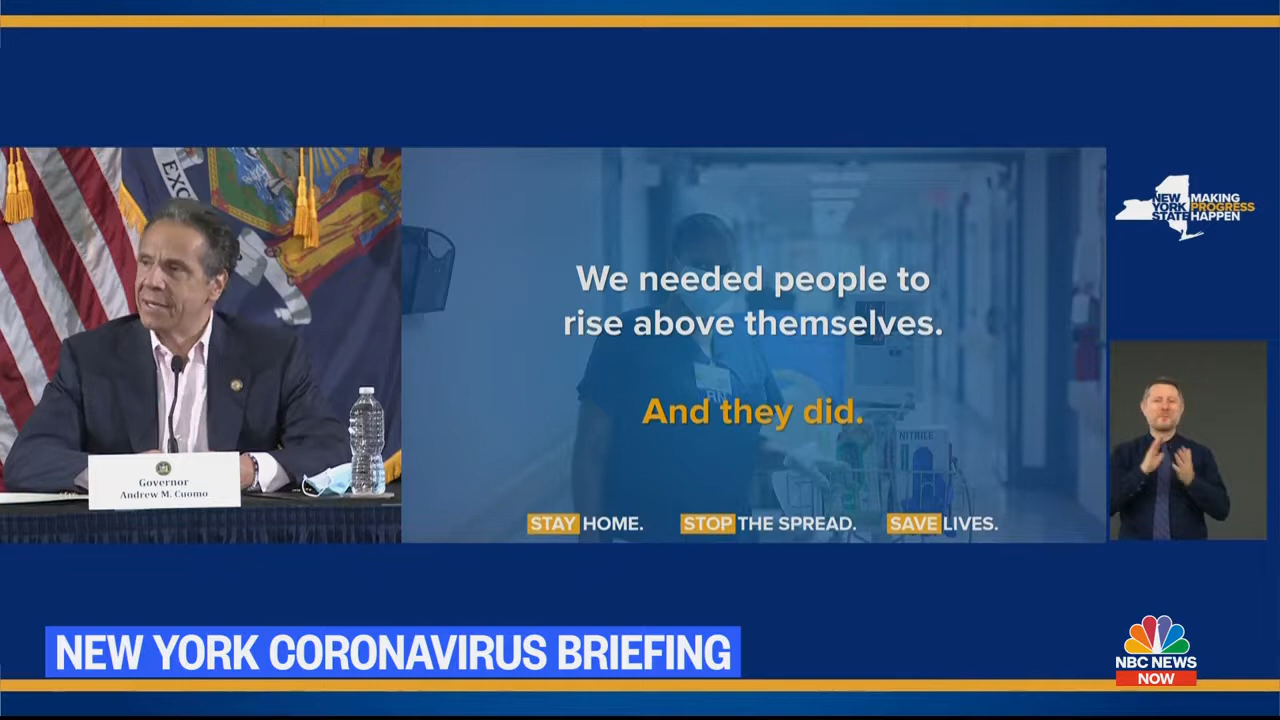 EXC
NEW
YORK
STATE
MAKING
PROGRESS
HAPPEN
We needed people to
rise above themselves.
And they did.
RN
NITRILE
STAY HOME. STOP THE SPREAD. SAVE LIVES.
Governor
Andrew M. Cuomo
NEW YORK CORONAVIRUS BRIEFING
NBC NEWS
NOW